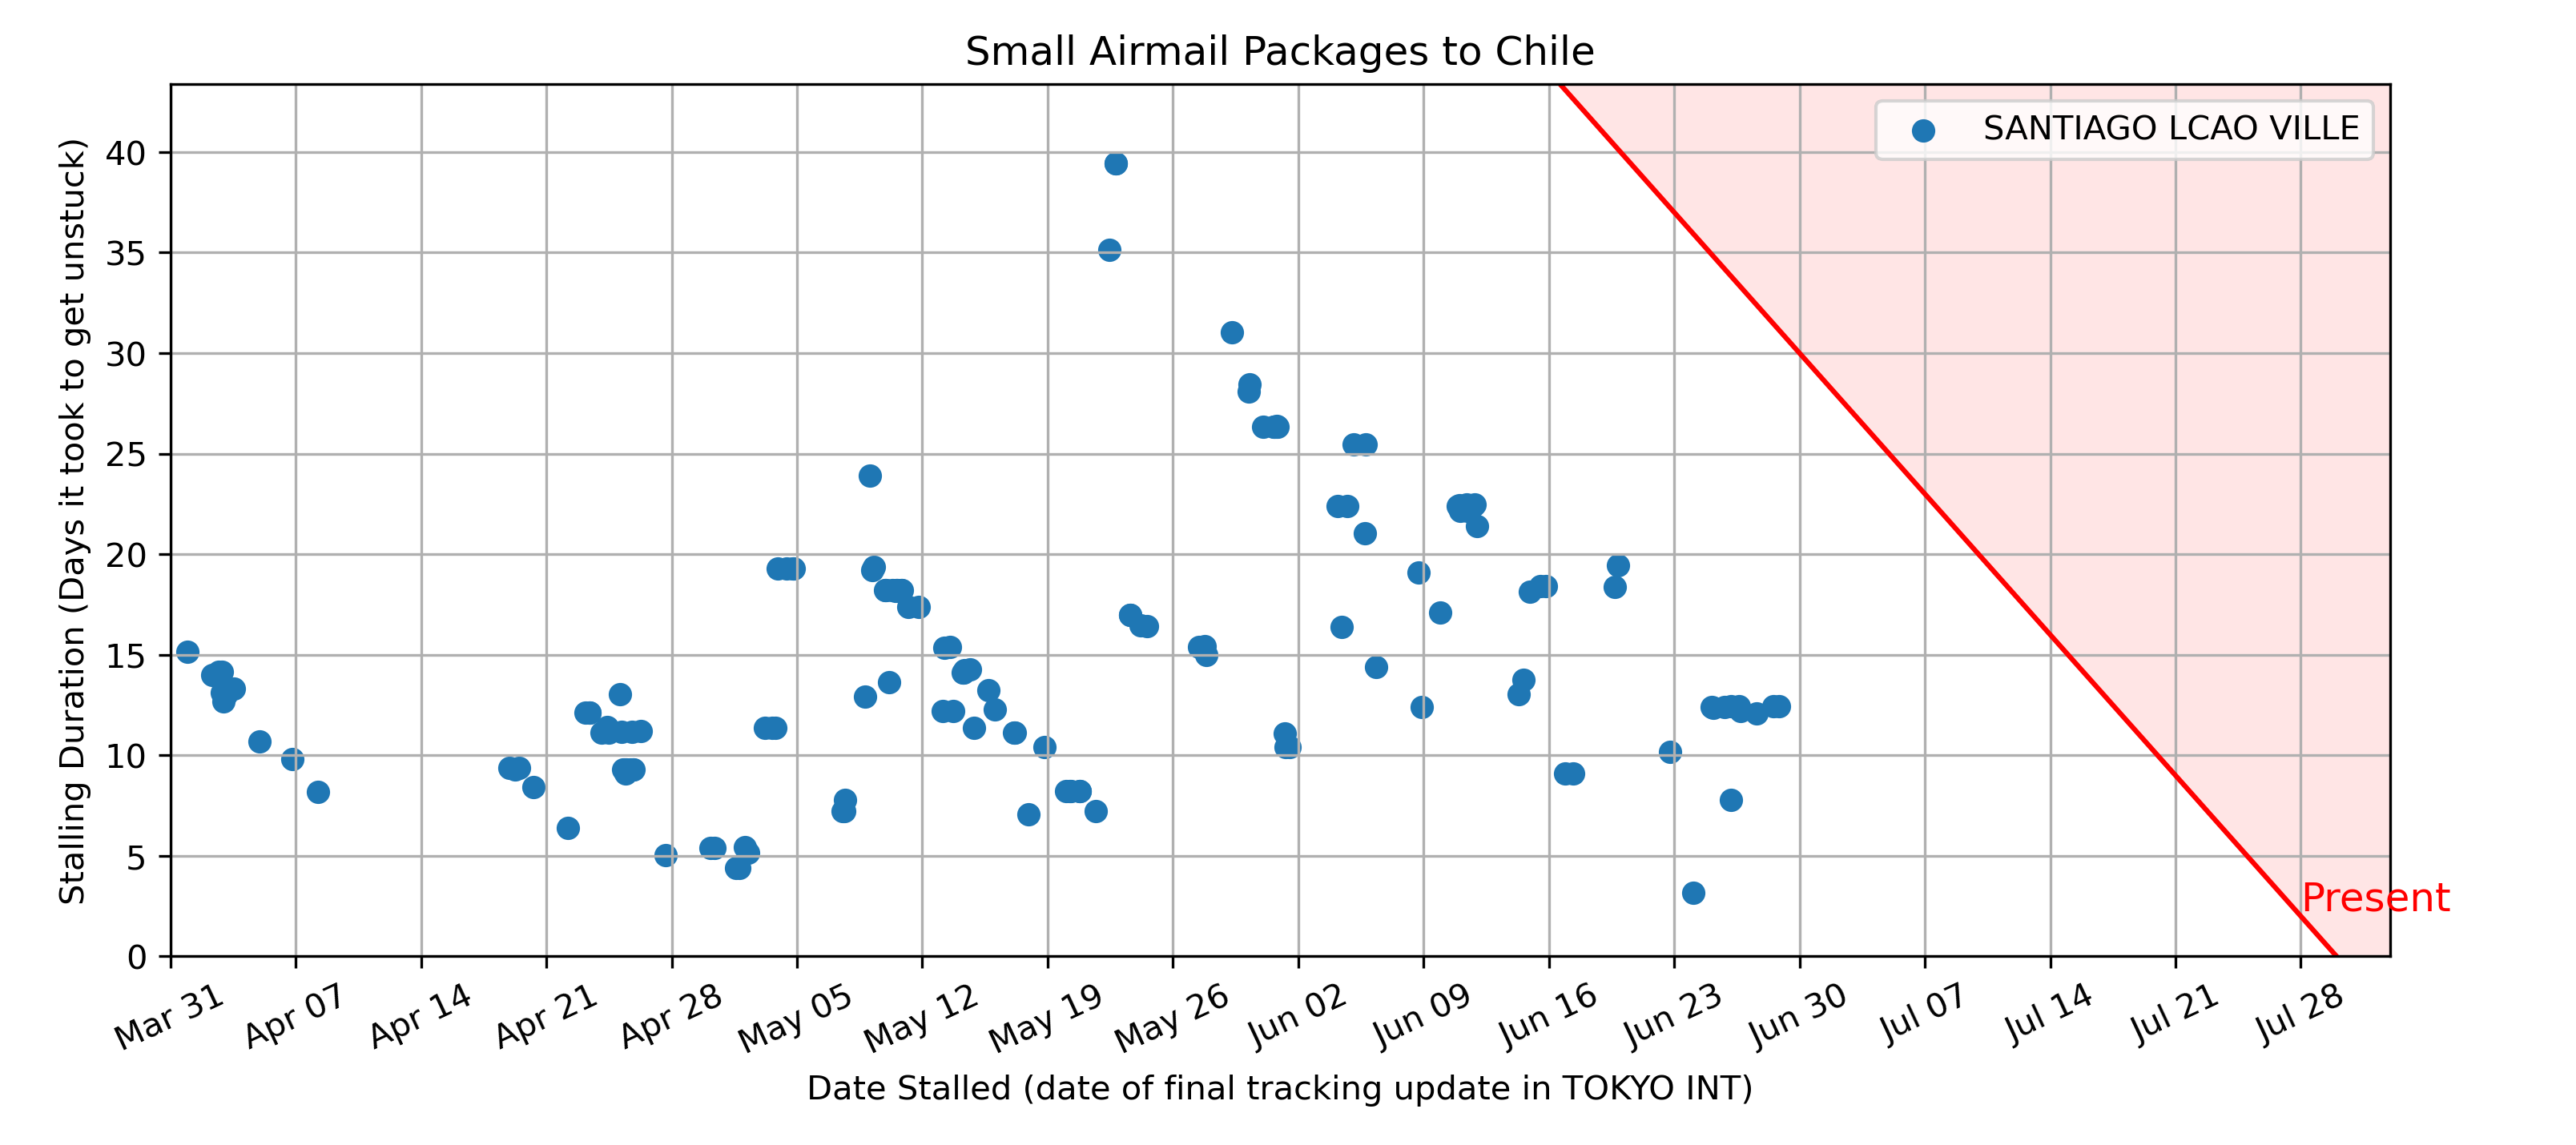 Small Airmail Packages to Chile
SANTIAGO LCAO VILLE
Stalling Duration (Days it took to get unstuck)
40
35
30
25
20
15
10
5
0
Present
Mar 31
Apr 07
Apr 14
Apr 21
Apr 28
May 05
May 12
May 19
May 26
Jun 02
Jun 09
Jun 16
Jun 23
Jun 30
Jul 07
Jul 14
Jul 21
Jul 28
Date Stalled (date of final tracking update in TOKYO INT)